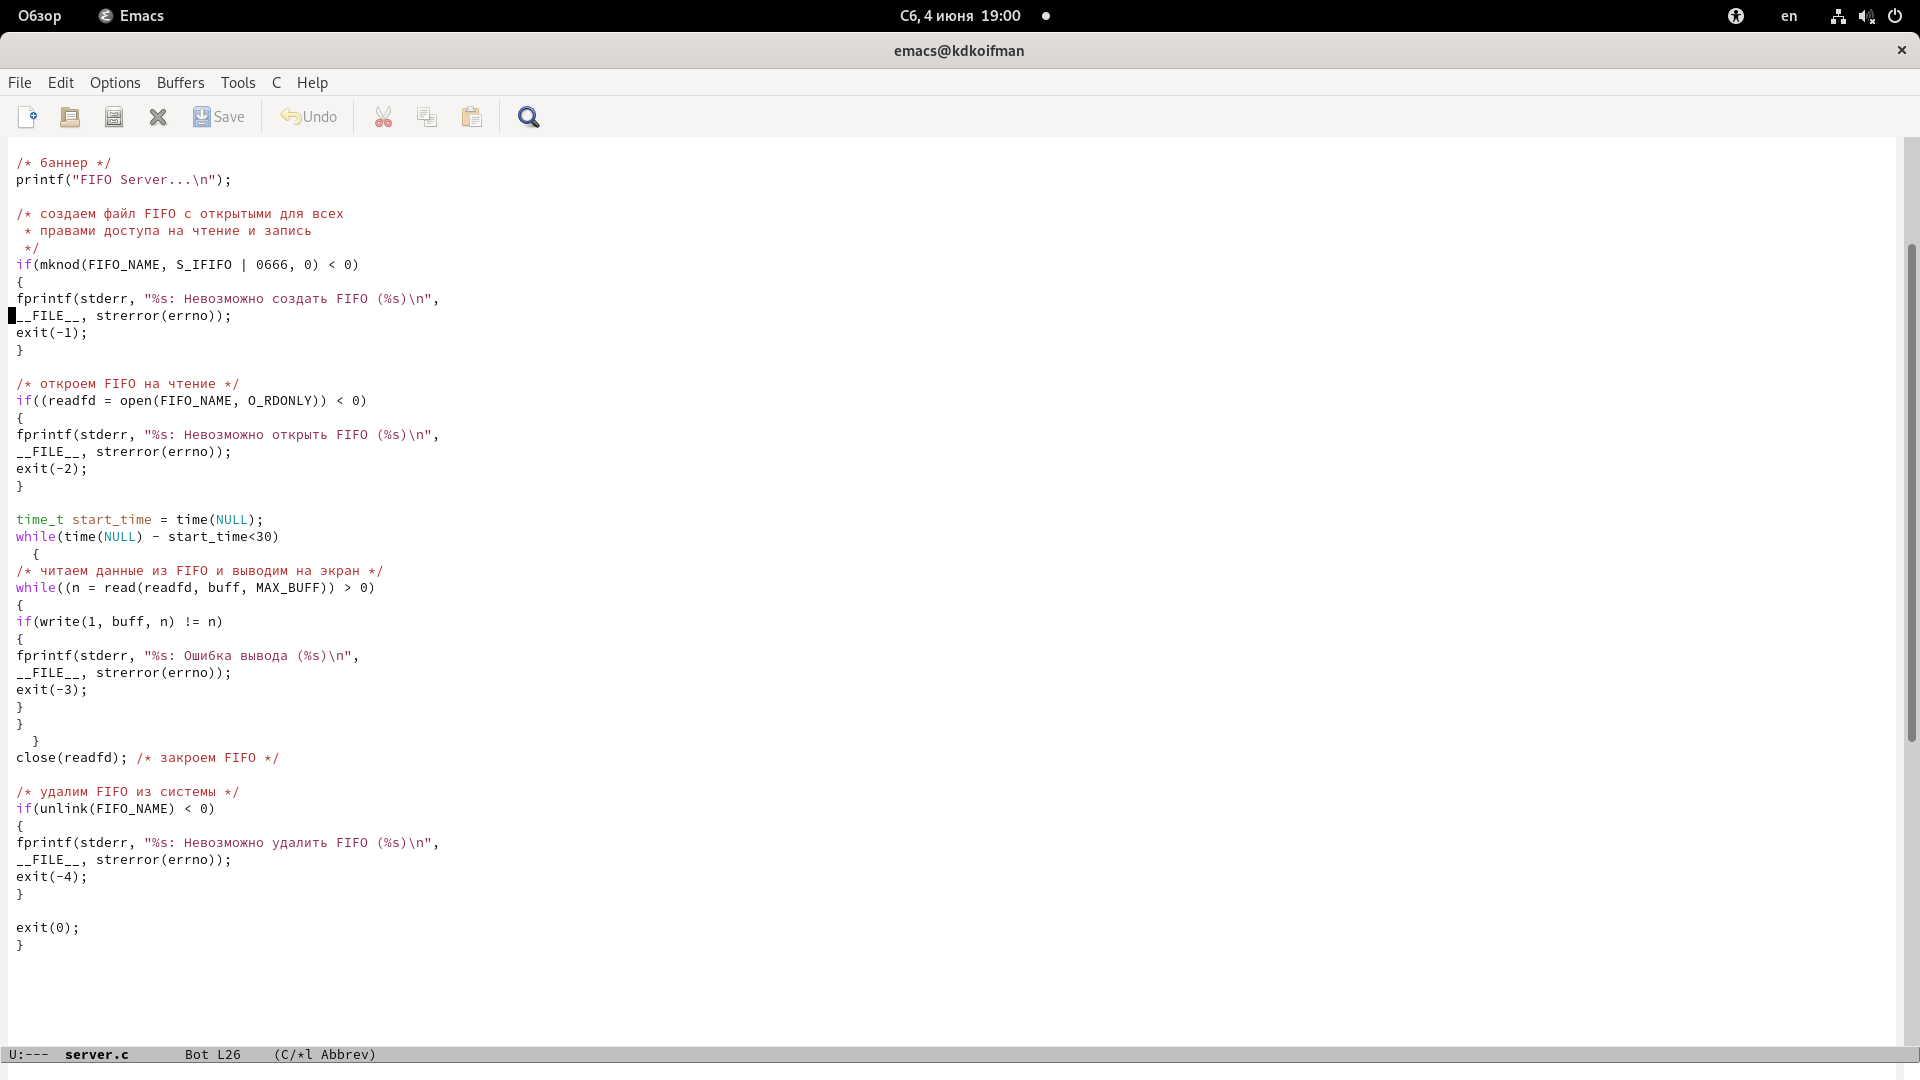 Обзор Emacs Сб, 4 июня 19:00 en
emacs@kdkoifman
File Edit Options Buffers Tools C Help
Save Undo
/* баннер */
printf("FIFO Server...\n");
/* создаем файл FIFO с открытыми для всех
* правами доступа на чтение и запись
*/
if(mknod(FIFO_NAME, S_IFIFO | 0666, 0) < 0)
{
fprintf(stderr, "%s: Невозможно создать FIFO (%s)\n",
__FILE__, strerror(errno));
exit(-1);
}
/* откроем FIFO на чтение */
if((readfd = open(FIFO_NAME, O_RDONLY)) < 0)
{
fprintf(stderr, "%s: Невозможно открыть FIFO (%s)\n",
__FILE__, strerror(errno));
exit(-2);
}
time_t start_time = time(NULL);
while(time(NULL) - start_time<30)
{
/* читаем данные из FIFO и выводим на экран */
while((n = read(readfd, buff, MAX_BUFF)) > 0)
{
if(write(1, buff, n) != n)
{
fprintf(stderr, "%s: Ошибка вывода (%s)\n",
__FILE__, strerror(errno));
exit(-3);
}
}
}
close(readfd); /* закроем FIFO */
/* удалим FIFO из системы */
if(unlink(FIFO_NAME) < 0)
{
fprintf(stderr, "%s: Невозможно удалить FIFO (%s)\n",
__FILE__, strerror(errno));
exit(-4);
}
exit(0);
}
U:--- server.c Bot L26 (C/*l Abbrev)